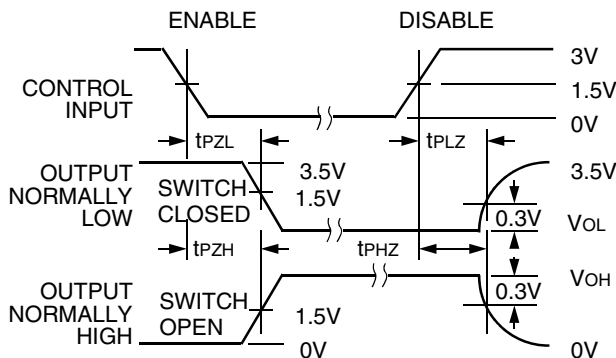 ENABLE DISABLE
3V
CONTROL INPUT 1.5V
0V
tPZL tPLZ
OUTPUT NORMALLY LOW
SWITCH CLOSED
3.5V
1.5V
3.5V
0.3V
VOL
tPZH tPHZ
OUTPUT NORMALLY HIGH
SWITCH OPEN
1.5V
0V
VOH
0.3V
0V